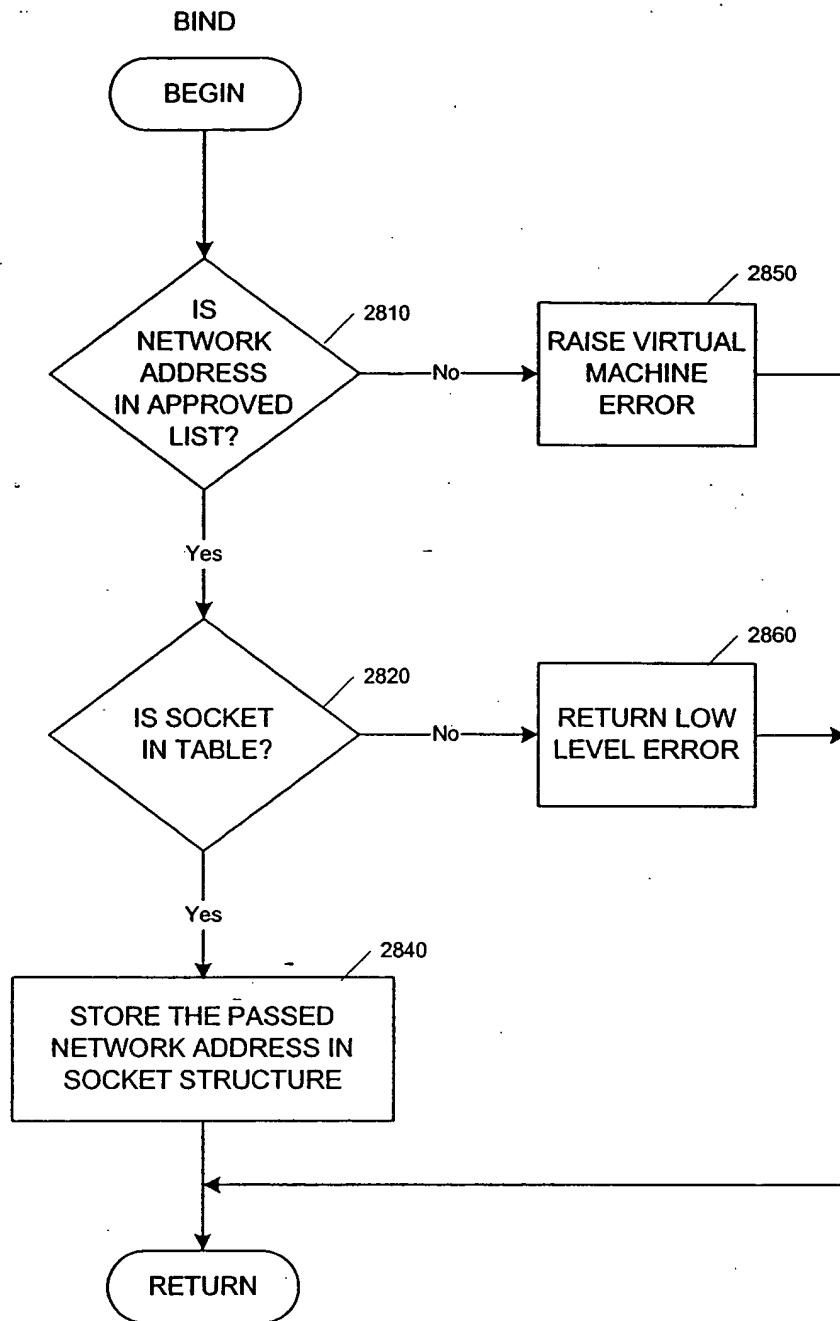 BIND
BEGIN
IS
NETWORK
ADDRESS
IN APPROVED
LIST?
2810
No
2850
RAISE VIRTUAL
MACHINE
ERROR
Yes
IS SOCKET
IN TABLE?
2820
No
2860
RETURN LOW
LEVEL ERROR
Yes
2840
STORE THE PASSED
NETWORK ADDRESS IN
SOCKET STRUCTURE
RETURN